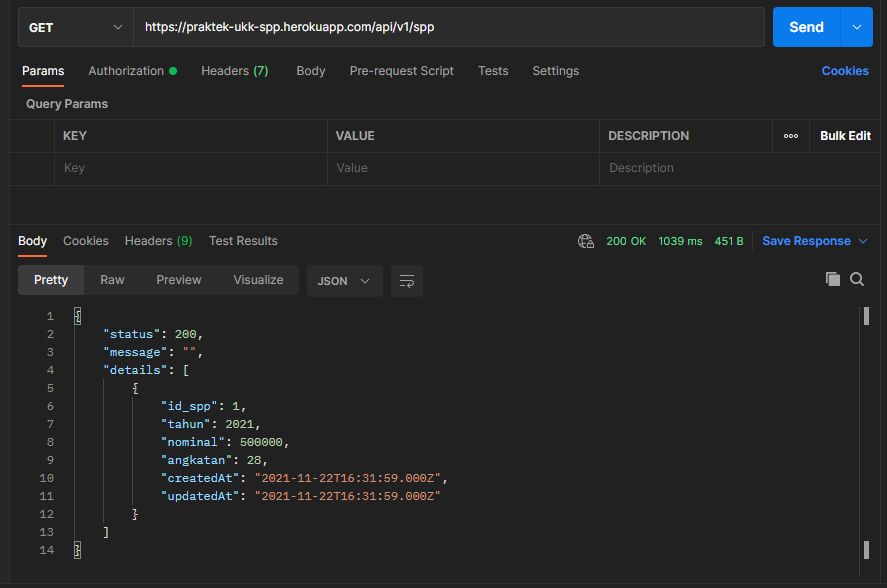 GET https://praktek-ukk-spp.herokuapp.com/api/v1/spp Send
Params Authorization Headers (7) Body Pre-request Script Tests Settings Cookies
Query Params
KEY VALUE DESCRIPTION ooo Bulk Edit
Key Value Description
Body Cookies Headers (9) Test Results 200 OK 1039 ms 451 B Save Response
Pretty Raw Preview Visualize JSON
1 {
2 "status": 200,
3 "message": "",
4 "details": [
5 {
6 "id_spp": 1,
7 "tahun": 2021,
8 "nominal": 500000,
9 "angkatan": 28,
10 "createdAt": "2021-11-22T16:31:59.000Z",
11 "updatedAt": "2021-11-22T16:31:59.000Z"
12 }
13 ]
14 }